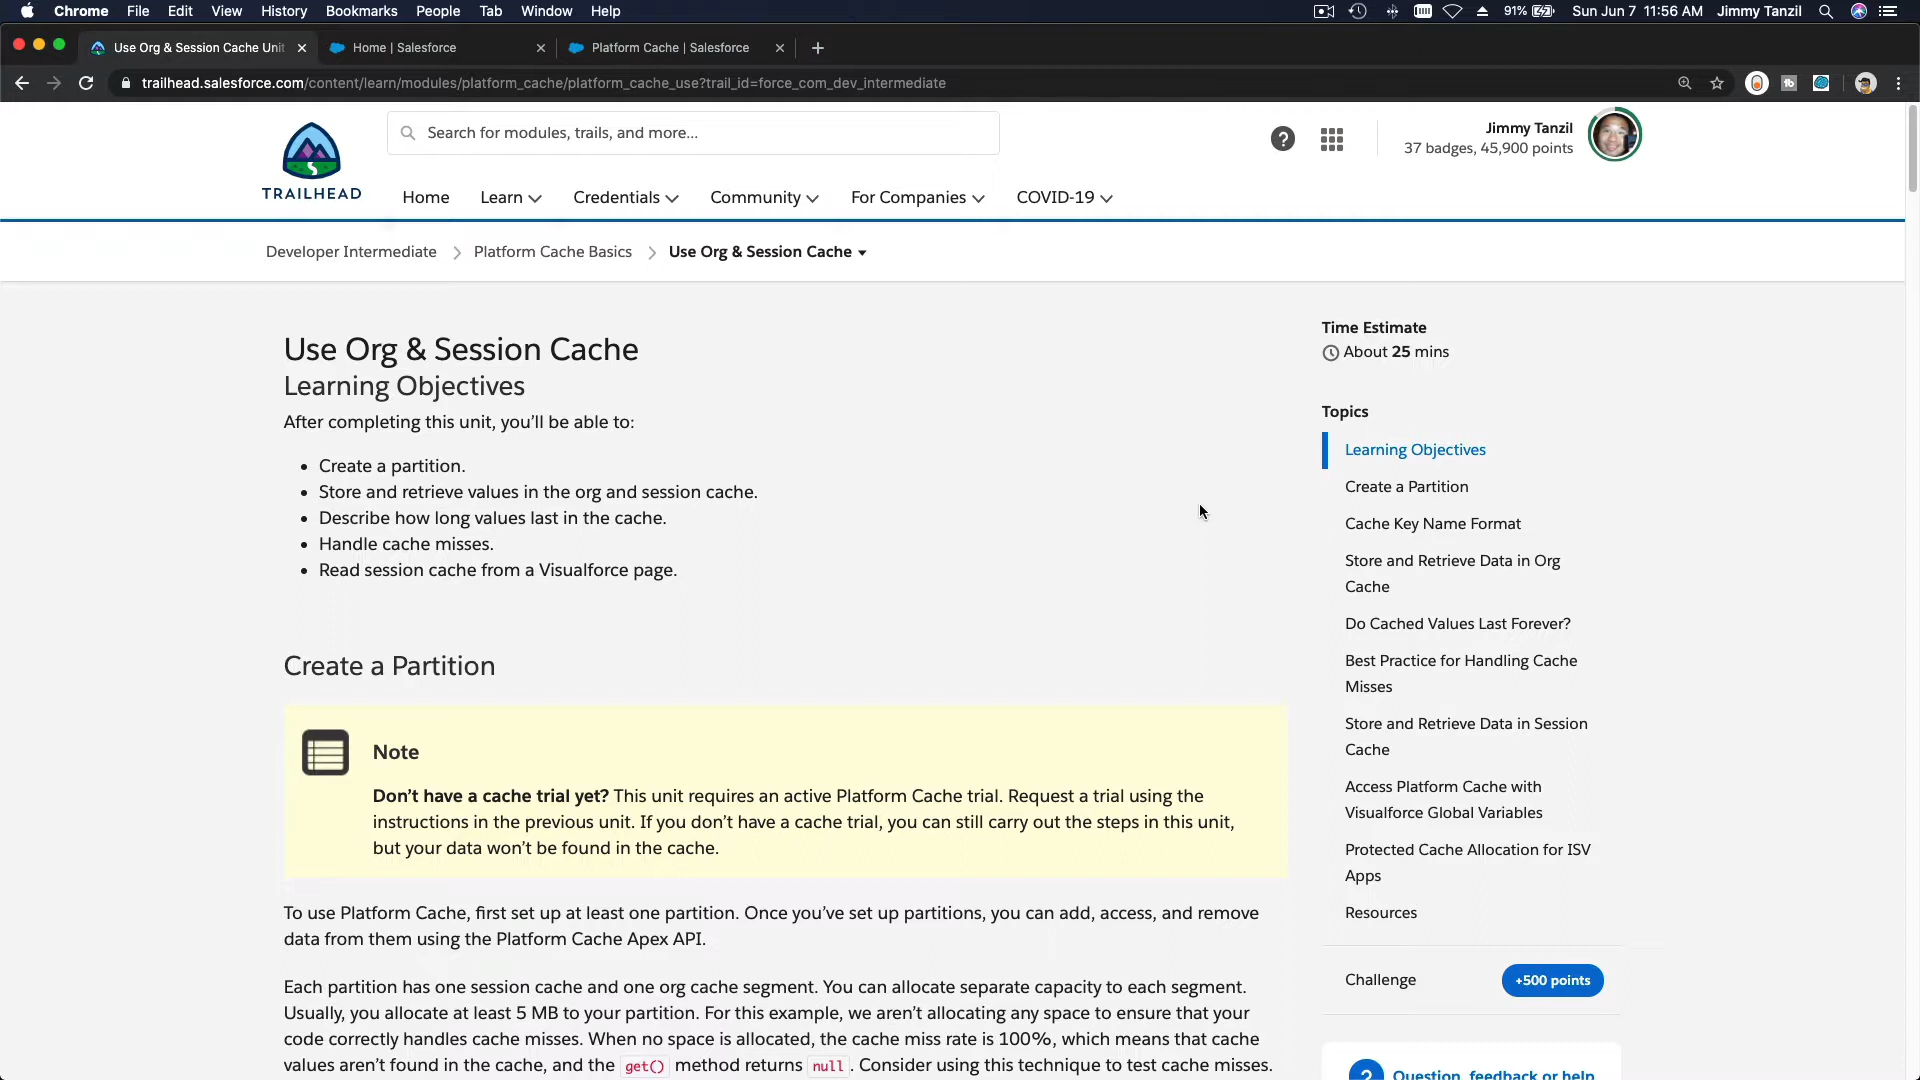 Chrome File Edit View History Bookmarks People Tab Window Help 91% Sun Jun 7 11:56 AM Jimmy Tanzil
Use Org & Session Cache Unit Home | Salesforce Platform Cache | Salesforce
trailhead.salesforce.com/content/learn/modules/platform_cache/platform_cache_use?trail_id=force_com_dev_intermediate
TRAILHEAD
Search for modules, trails, and more...
Jimmy Tanzil
37 badges, 45,900 points
Home Learn Credentials Community For Companies COVID-19
Developer Intermediate Platform Cache Basics Use Org & Session Cache
Use Org & Session Cache
Learning Objectives
After completing this unit, you’ll be able to:
• Create a partition.
• Store and retrieve values in the org and session cache.
• Describe how long values last in the cache.
• Handle cache misses.
• Read session cache from a Visualforce page.
Create a Partition
Note
Don’t have a cache trial yet? This unit requires an active Platform Cache trial. Request a trial using the
instructions in the previous unit. If you don’t have a cache trial, you can still carry out the steps in this unit,
but your data won’t be found in the cache.
To use Platform Cache, first set up at least one partition. Once you’ve set up partitions, you can add, access, and remove
data from them using the Platform Cache Apex API.
Each partition has one session cache and one org cache segment. You can allocate separate capacity to each segment.
Usually, you allocate at least 5 MB to your partition. For this example, we aren’t allocating any space to ensure that your
code correctly handles cache misses. When no space is allocated, the cache miss rate is 100%, which means that cache
values aren’t found in the cache, and the get() method returns null. Consider using this technique to test cache misses.
Time Estimate
About 25 mins
Topics
Learning Objectives
Create a Partition
Cache Key Name Format
Store and Retrieve Data in Org
Cache
Do Cached Values Last Forever?
Best Practice for Handling Cache
Misses
Store and Retrieve Data in Session
Cache
Access Platform Cache with
Visualforce Global Variables
Protected Cache Allocation for ISV
Apps
Resources
Challenge +500 points
? Question, feedback or help